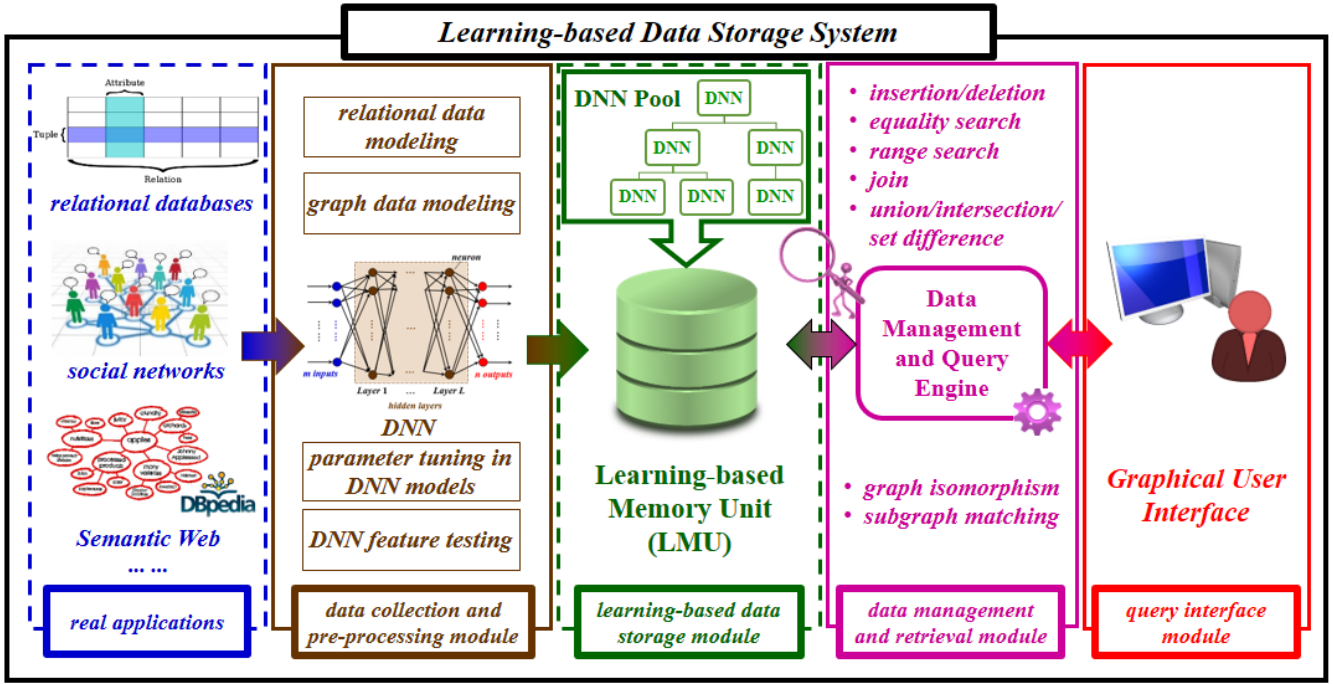 Learning-based Data Storage System
Attribute
Tuple
Relation
relational databases
social networks
apples
DBpedia
Semantic Web
... ...
real applications
relational data
modeling
graph data modeling
neuron
...
...
m inputs
n outputs
Layer 1 ... Layer L
hidden layers
DNN
parameter tuning in
DNN models
DNN feature testing
data collection and
pre-processing module
DNN Pool
DNN
DNN
DNN
DNN
DNN
DNN
Learning-based
Memory Unit
(LMU)
learning-based data
storage module
• insertion/deletion
• equality search
• range search
• join
• union/intersection/
set difference
Data
Management
and Query
Engine
• graph isomorphism
• subgraph matching
data management
and retrieval module
Graphical User
Interface
query interface
module